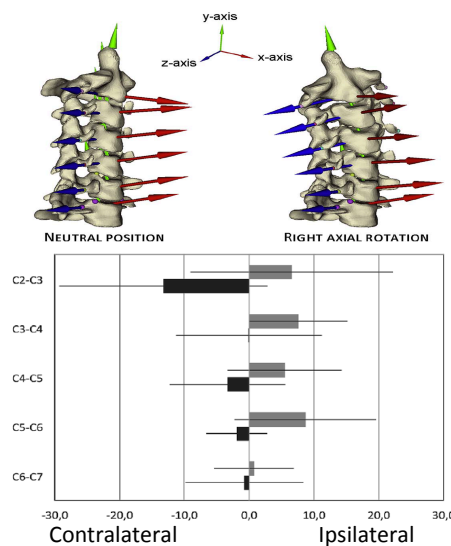 y-axis
z-axis
x-axis
NEUTRAL POSITION
RIGHT AXIAL ROTATION
C2-C3
C3-C4
C4-C5
C5-C6
C6-C7
-30,0 -20,0 -10,0 0,0 10,0 20,0 30,0
Contralateral Ipsilateral